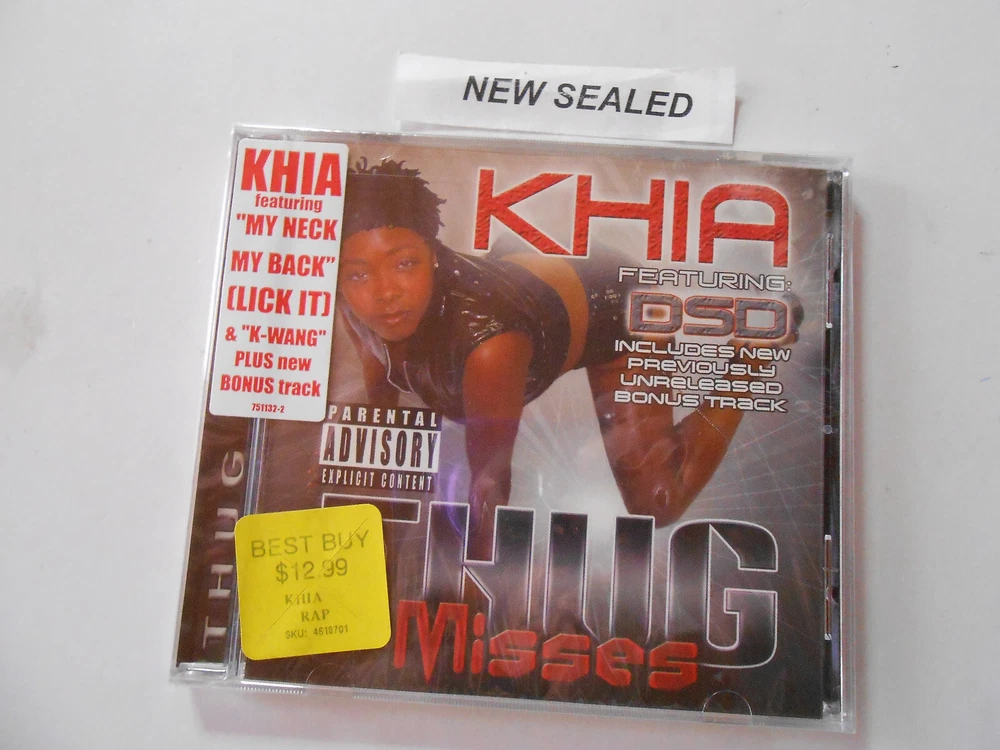 NEW SEALED
KHIA
featuring
"MY NECK
MY BACK"
(LICK IT)
& "K-WANG"
PLUS new
BONUS track
751132-2
KHIA
FEATURING:
DSD
INCLUDES New
PREVIOUSLY
UNReLeaseD
BONUS TRaCK
PARENTAL
ADVISORY
EXPLICIT CONTENT
THUG
Misses
THUG
BEST BUY
$12.99
KHIA
RAP
SKU: 4618701